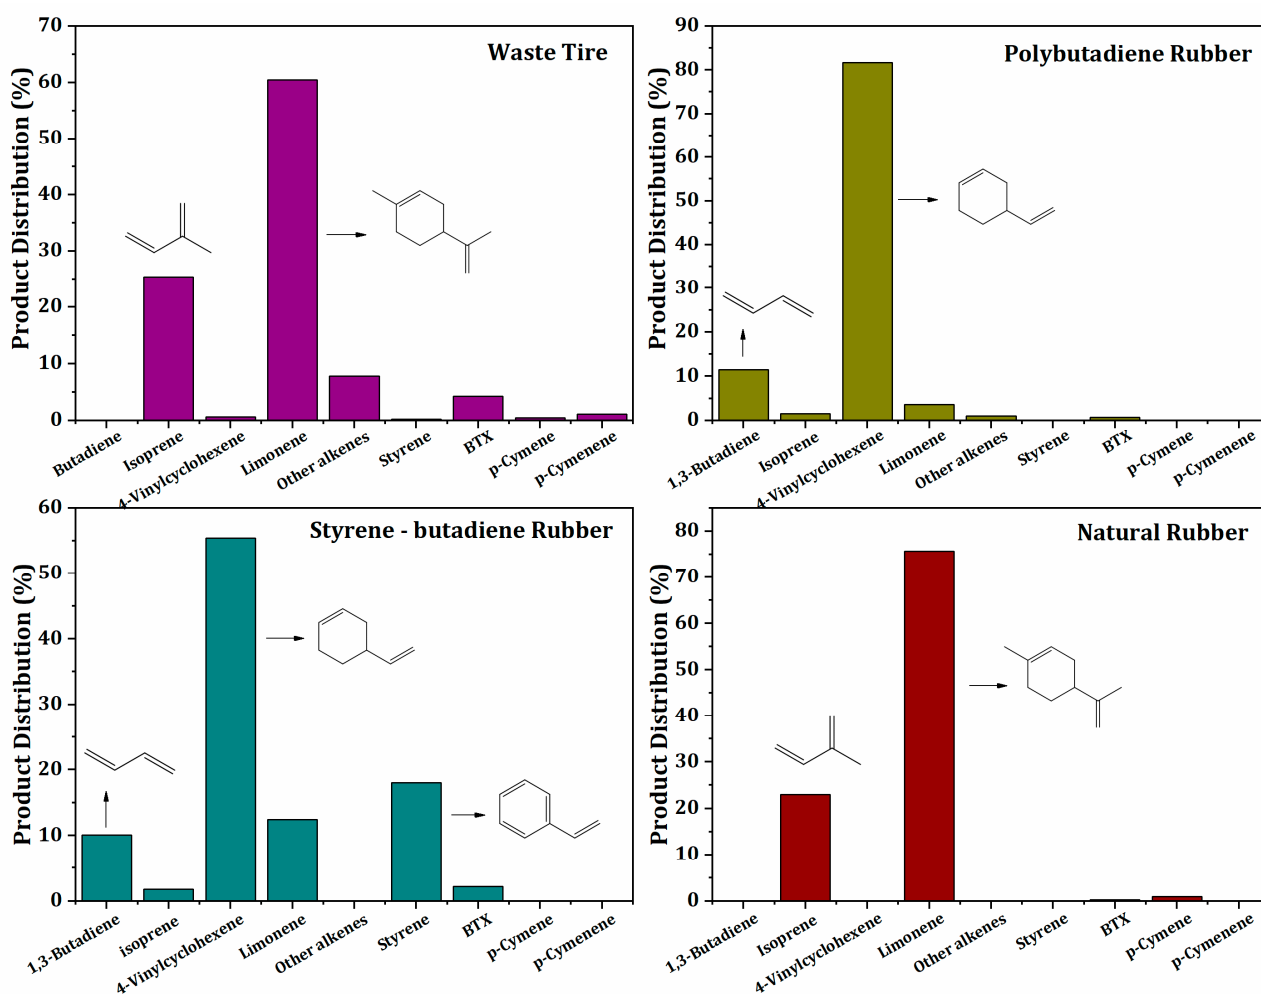 Waste Tire
Product Distribution (%)
70
60
50
40
30
20
10
0
Butadiene
Isoprene
4-Vinylcyclohexene
Limonene
Other alkenes
Styrene
BTX
p-Cymene
p-Cymenene
Polybutadiene Rubber
Product Distribution (%)
90
80
70
60
50
40
30
20
10
0
1,3-Butadiene
Isoprene
4-Vinylcyclohexene
Limonene
Other alkenes
Styrene
BTX
p-Cymene
p-Cymenene
Styrene - butadiene Rubber
Product Distribution (%)
60
50
40
30
20
10
0
1,3-Butadiene
isoprene
4-Vinylcyclohexene
Limonene
Other alkenes
Styrene
BTX
p-Cymene
p-Cymenene
Natural Rubber
Product Distribution (%)
80
70
60
50
40
30
20
10
0
1,3-Butadiene
Isoprene
4-Vinylcyclohexene
Limonene
Other alkenes
Styrene
BTX
p-Cymene
p-Cymenene